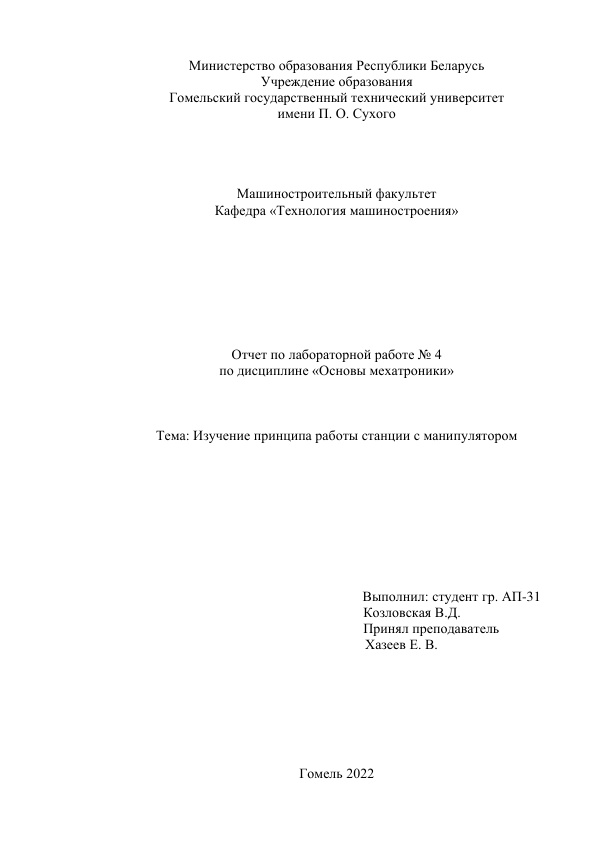 Министерство образования Республики Беларусь
Учреждение образования
Гомельский государственный технический университет
имени П. О. Сухого
Машиностроительный факультет
Кафедра «Технология машиностроения»
Отчет по лабораторной работе № 4
по дисциплине «Основы мехатроники»
Тема: Изучение принципа работы станции с манипулятором
Выполнил: студент гр. АП-31
Козловская В.Д.
Принял преподаватель
Хазеев Е. В.
Гомель 2022